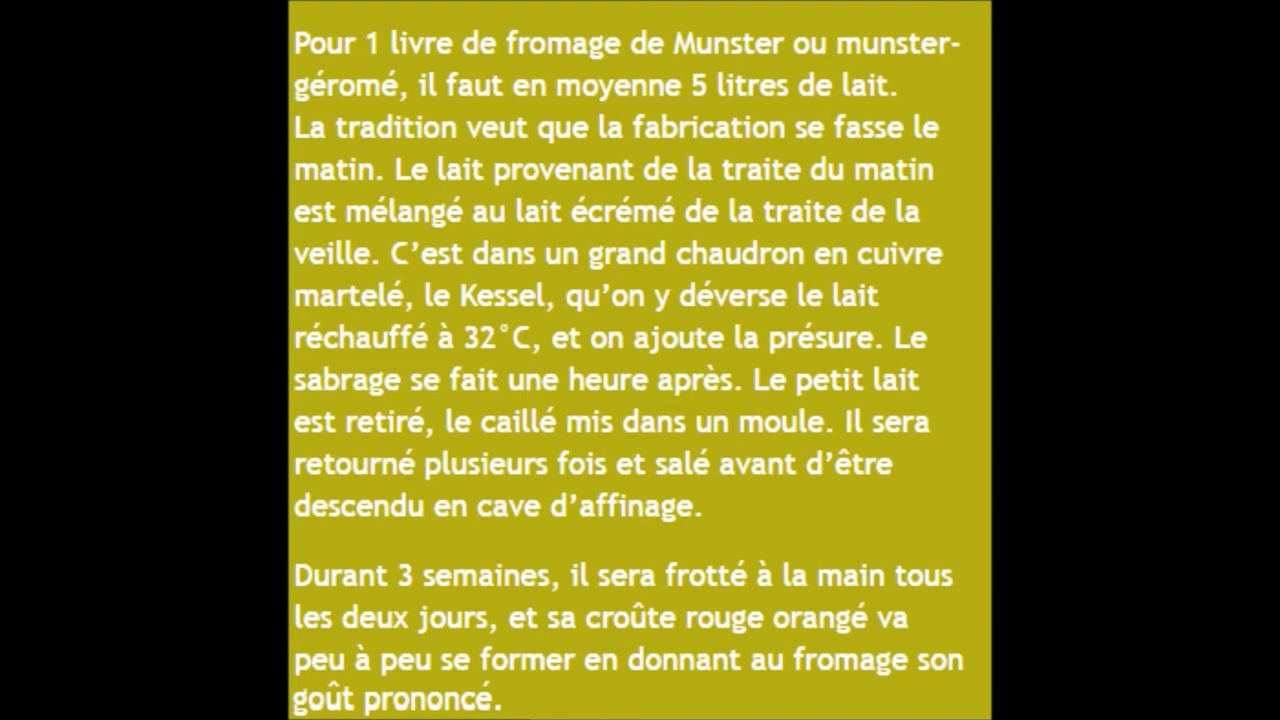 Pour 1 livre de fromage de Munster ou munster-
géromé, il faut en moyenne 5 litres de lait.
La tradition veut que la fabrication se fasse le
matin. Le lait provenant de la traite du matin
est mélangé au lait écrémé de la traite de la
veille. C’est dans un grand chaudron en cuivre
martelé, le Kessel, qu’on y déverse le lait
réchauffé à 32°C, et on ajoute la présure. Le
sabrage se fait une heure après. Le petit lait
est retiré, le caillé mis dans un moule. Il sera
retourné plusieurs fois et salé avant d’être
descendu en cave d’affinage.
Durant 3 semaines, il sera frotté à la main tous
les deux jours, et sa croûte rouge orangé va
peu à peu se former en donnant au fromage son
goût prononcé.